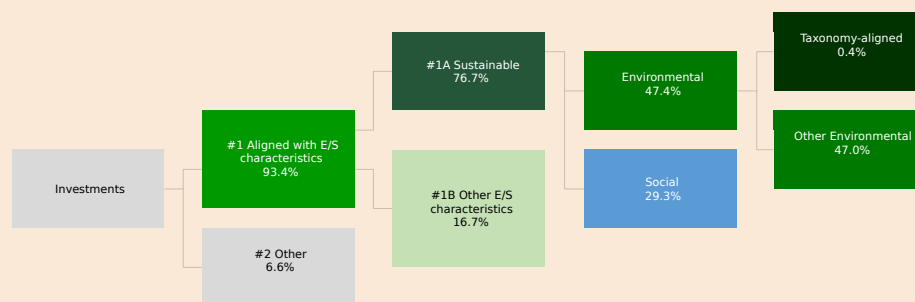 Investments
#1 Aligned with E/S
characteristics
93.4%
#2 Other
6.6%
#1A Sustainable
76.7%
#1B Other E/S
characteristics
16.7%
Environmental
47.4%
Social
29.3%
Taxonomy-aligned
0.4%
Other Environmental
47.0%